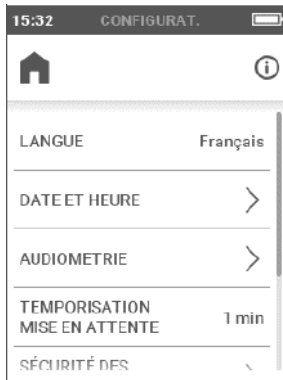 15:32 CONFIGURAT.
LANGUE Français
DATE ET HEURE
AUDIOMETRIE
TEMPORISATION
MISE EN ATTENTE 1 min
SÉCURITÉ DES